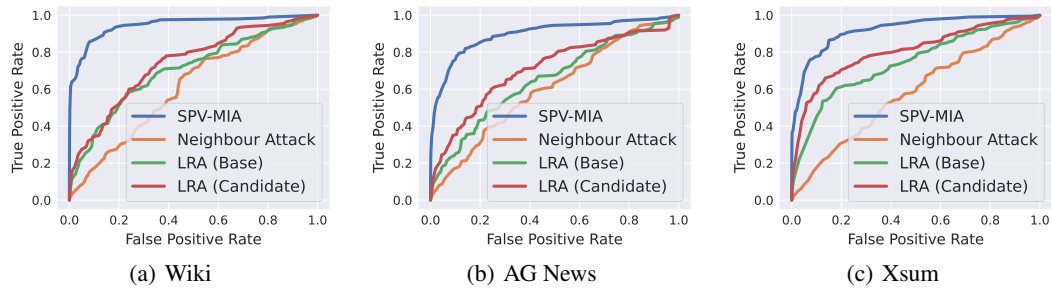 True Positive Rate
1.0
0.8
0.6
0.4
0.2
0.0
SPV-MIA
Neighbour Attack
LRA (Base)
LRA (Candidate)
0.0 0.2 0.4 0.6 0.8 1.0
False Positive Rate
(a) Wiki
True Positive Rate
1.0
0.8
0.6
0.4
0.2
0.0
SPV-MIA
Neighbour Attack
LRA (Base)
LRA (Candidate)
0.0 0.2 0.4 0.6 0.8 1.0
False Positive Rate
(b) AG News
True Positive Rate
1.0
0.8
0.6
0.4
0.2
0.0
SPV-MIA
Neighbour Attack
LRA (Base)
LRA (Candidate)
0.0 0.2 0.4 0.6 0.8 1.0
False Positive Rate
(c) Xsum